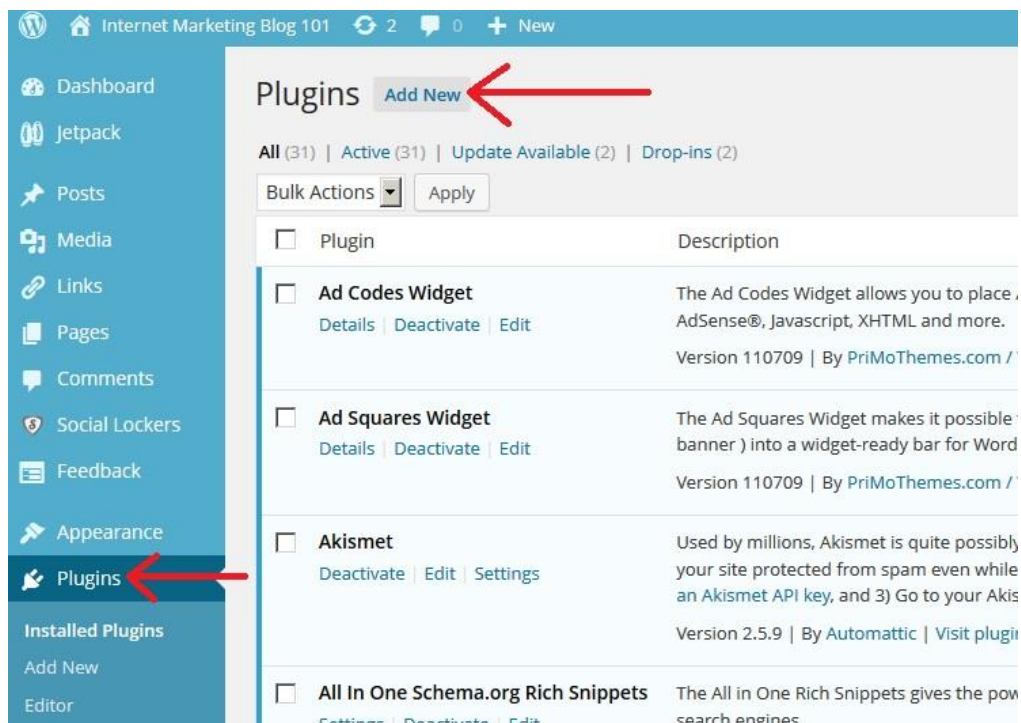 Internet Marketing Blog 101 2 0 + New
Dashboard
Jetpack
Posts
Media
Links
Pages
Comments
Social Lockers
Feedback
Appearance
Plugins
Installed Plugins
Add New
Editor
Plugins Add New
All (31) | Active (31) | Update Available (2) | Drop-ins (2)
Bulk Actions Apply
Plugin Description
Ad Codes Widget
Details | Deactivate | Edit
The Ad Codes Widget allows you to place
AdSense®, Javascript, XHTML and more.
Version 110709 | By PriMoThemes.com /
Ad Squares Widget
Details | Deactivate | Edit
The Ad Squares Widget makes it possible
banner ) into a widget-ready bar for Word
Version 110709 | By PriMoThemes.com /
Akismet
Deactivate | Edit | Settings
Used by millions, Akismet is quite possibly
your site protected from spam even while
an Akismet API key, and 3) Go to your Akis
Version 2.5.9 | By Automattic | Visit plugin
All In One Schema.org Rich Snippets
Settings | Deactivate | Edit
The All in One Rich Snippets gives the pow
search engines.